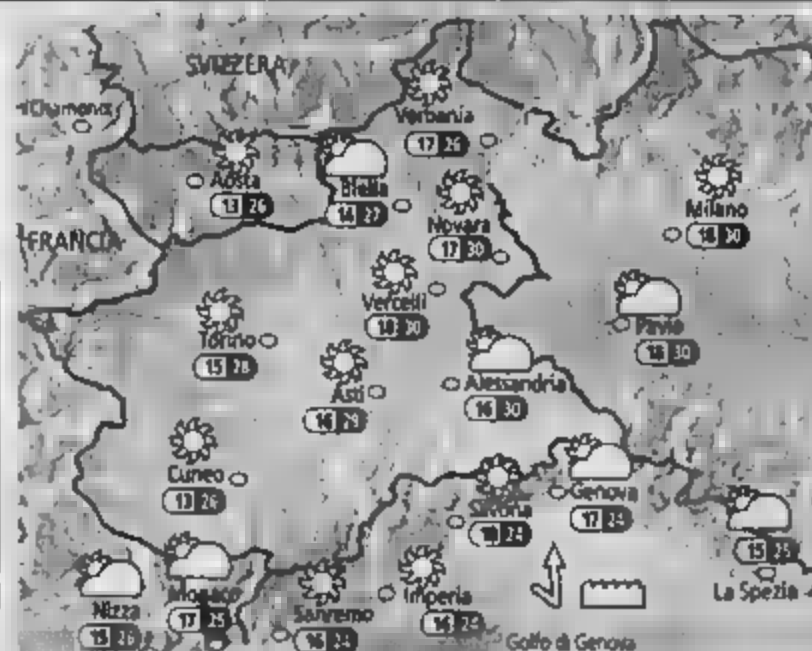 SVIZZERA
Chamonix
Verbania
17 26
Aosta
13 26
Biella
14 27
Novara
17 30
Milano
18 30
FRANCIA
Vercelli
18 30
Torino
15 28
Pavia
18 30
Asti
16 29
Alessandria
16 30
Cuneo
13 26
Savona
18 24
Genova
17 24
La Spezia
Nizza
Monaco
17 25
Sanremo
16 24
Imperia
16 24
Golfo di Genova